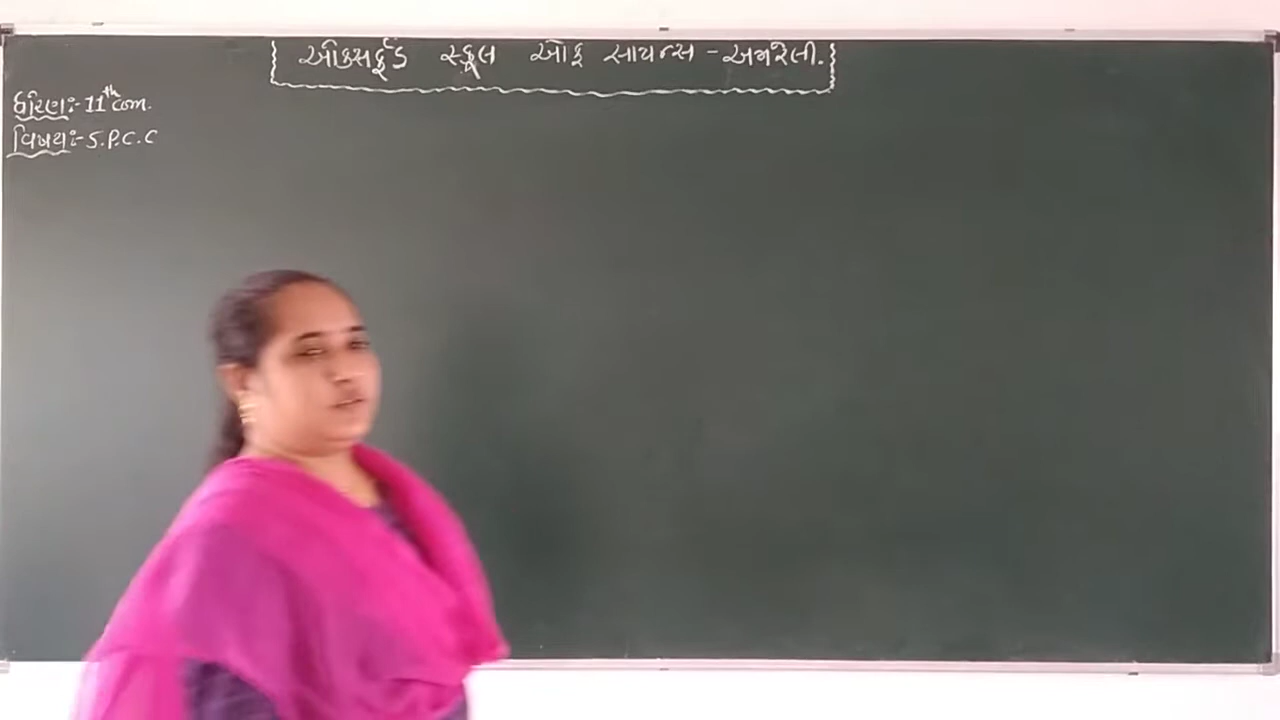 ઓક્સફર્ડ સ્કૂલ ઓફ સાયન્સ - અમરેલી.
ધોરણ:- 11th com.
વિષય:- S.P.C.C